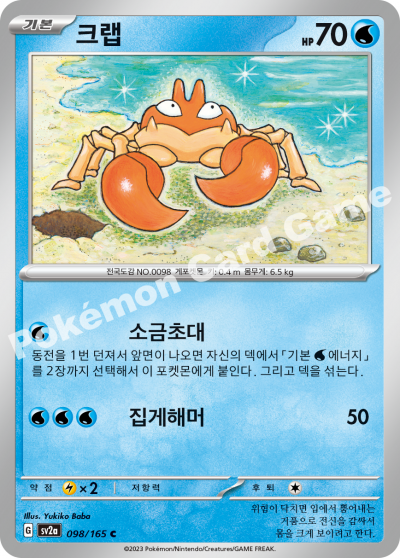 기본 크랩 HP 70
전국도감 NO.0098 게포켓몬 키: 0.4 m 몸무게: 6.5 kg
Pokémon Card Game
소금초대
동전을 1번 던져서 앞면이 나오면 자신의 덱에서 「기본 에너지」
를 2장까지 선택해서 이 포켓몬에게 붙인다. 그리고 덱을 섞는다.
집게해머 50
약점 ×2 저항력 후퇴
Illus. Yukiko Baba
G sv2a 098/165 C
위험이 닥치면 입에서 뿜어내는
거품으로 전신을 감싸서
몸을 크게 보이려고 한다.
©2023 Pokémon/Nintendo/Creatures/GAME FREAK.